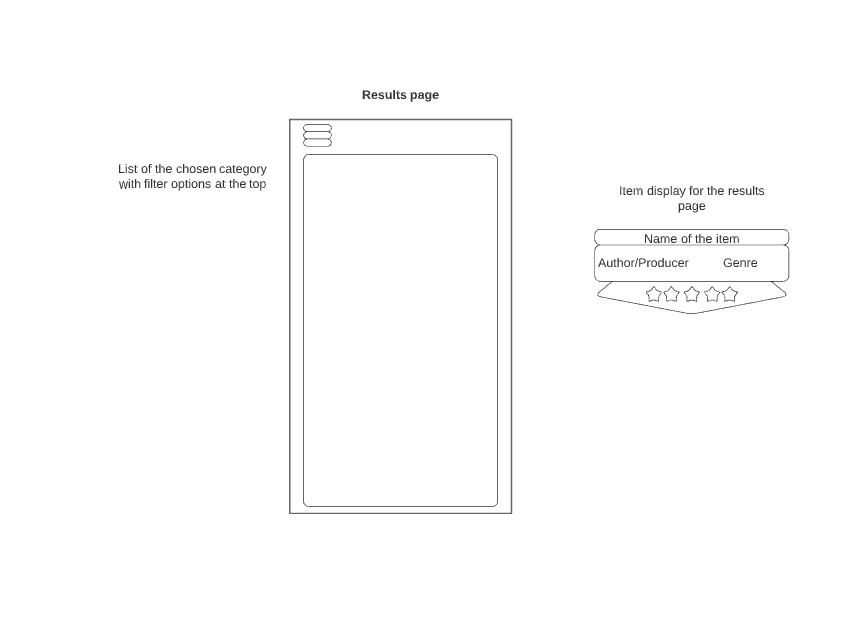 Results page
List of the chosen category
with filter options at the top
Item display for the results
page
Name of the item
Author/Producer Genre